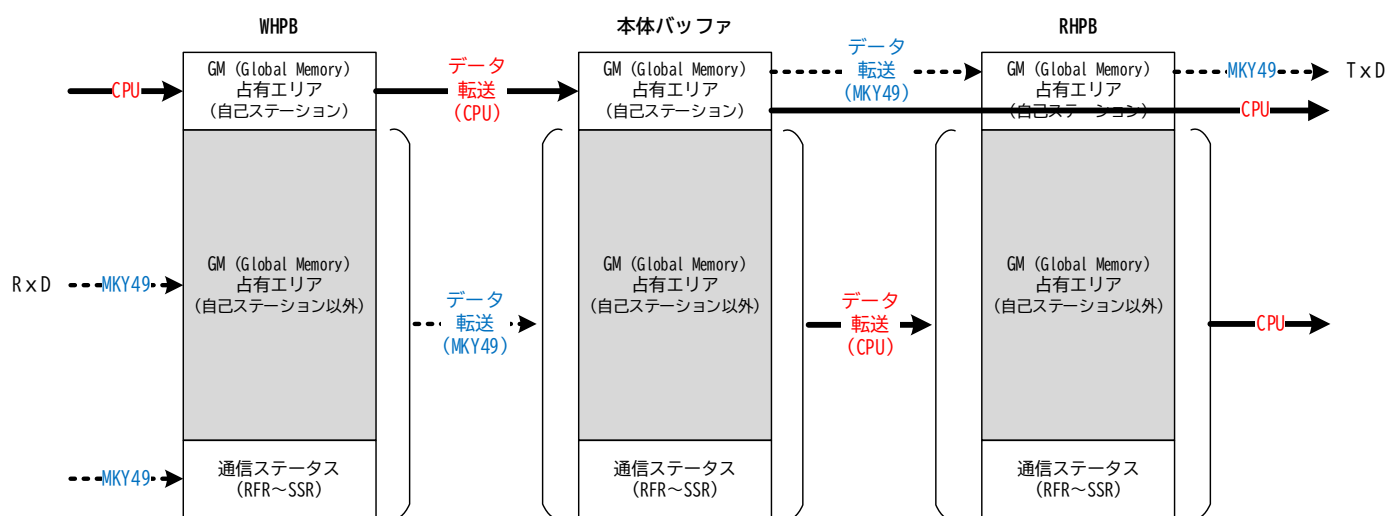 WHPB
本体バッファ
RHPB
GM (Global Memory)
占有エリア
(自己ステーション)
GM (Global Memory)
占有エリア
(自己ステーション)
GM (Global Memory)
占有エリア
(自己ステーション)
CPU
データ
転送
(CPU)
データ
転送
(MKY49)
MKY49
TxD
CPU
RxD
MKY49
GM (Global Memory)
占有エリア
(自己ステーション以外)
データ
転送
(MKY49)
GM (Global Memory)
占有エリア
(自己ステーション以外)
データ
転送
(CPU)
GM (Global Memory)
占有エリア
(自己ステーション以外)
CPU
MKY49
通信ステータス
(RFR～SSR)
通信ステータス
(RFR～SSR)
通信ステータス
(RFR～SSR)